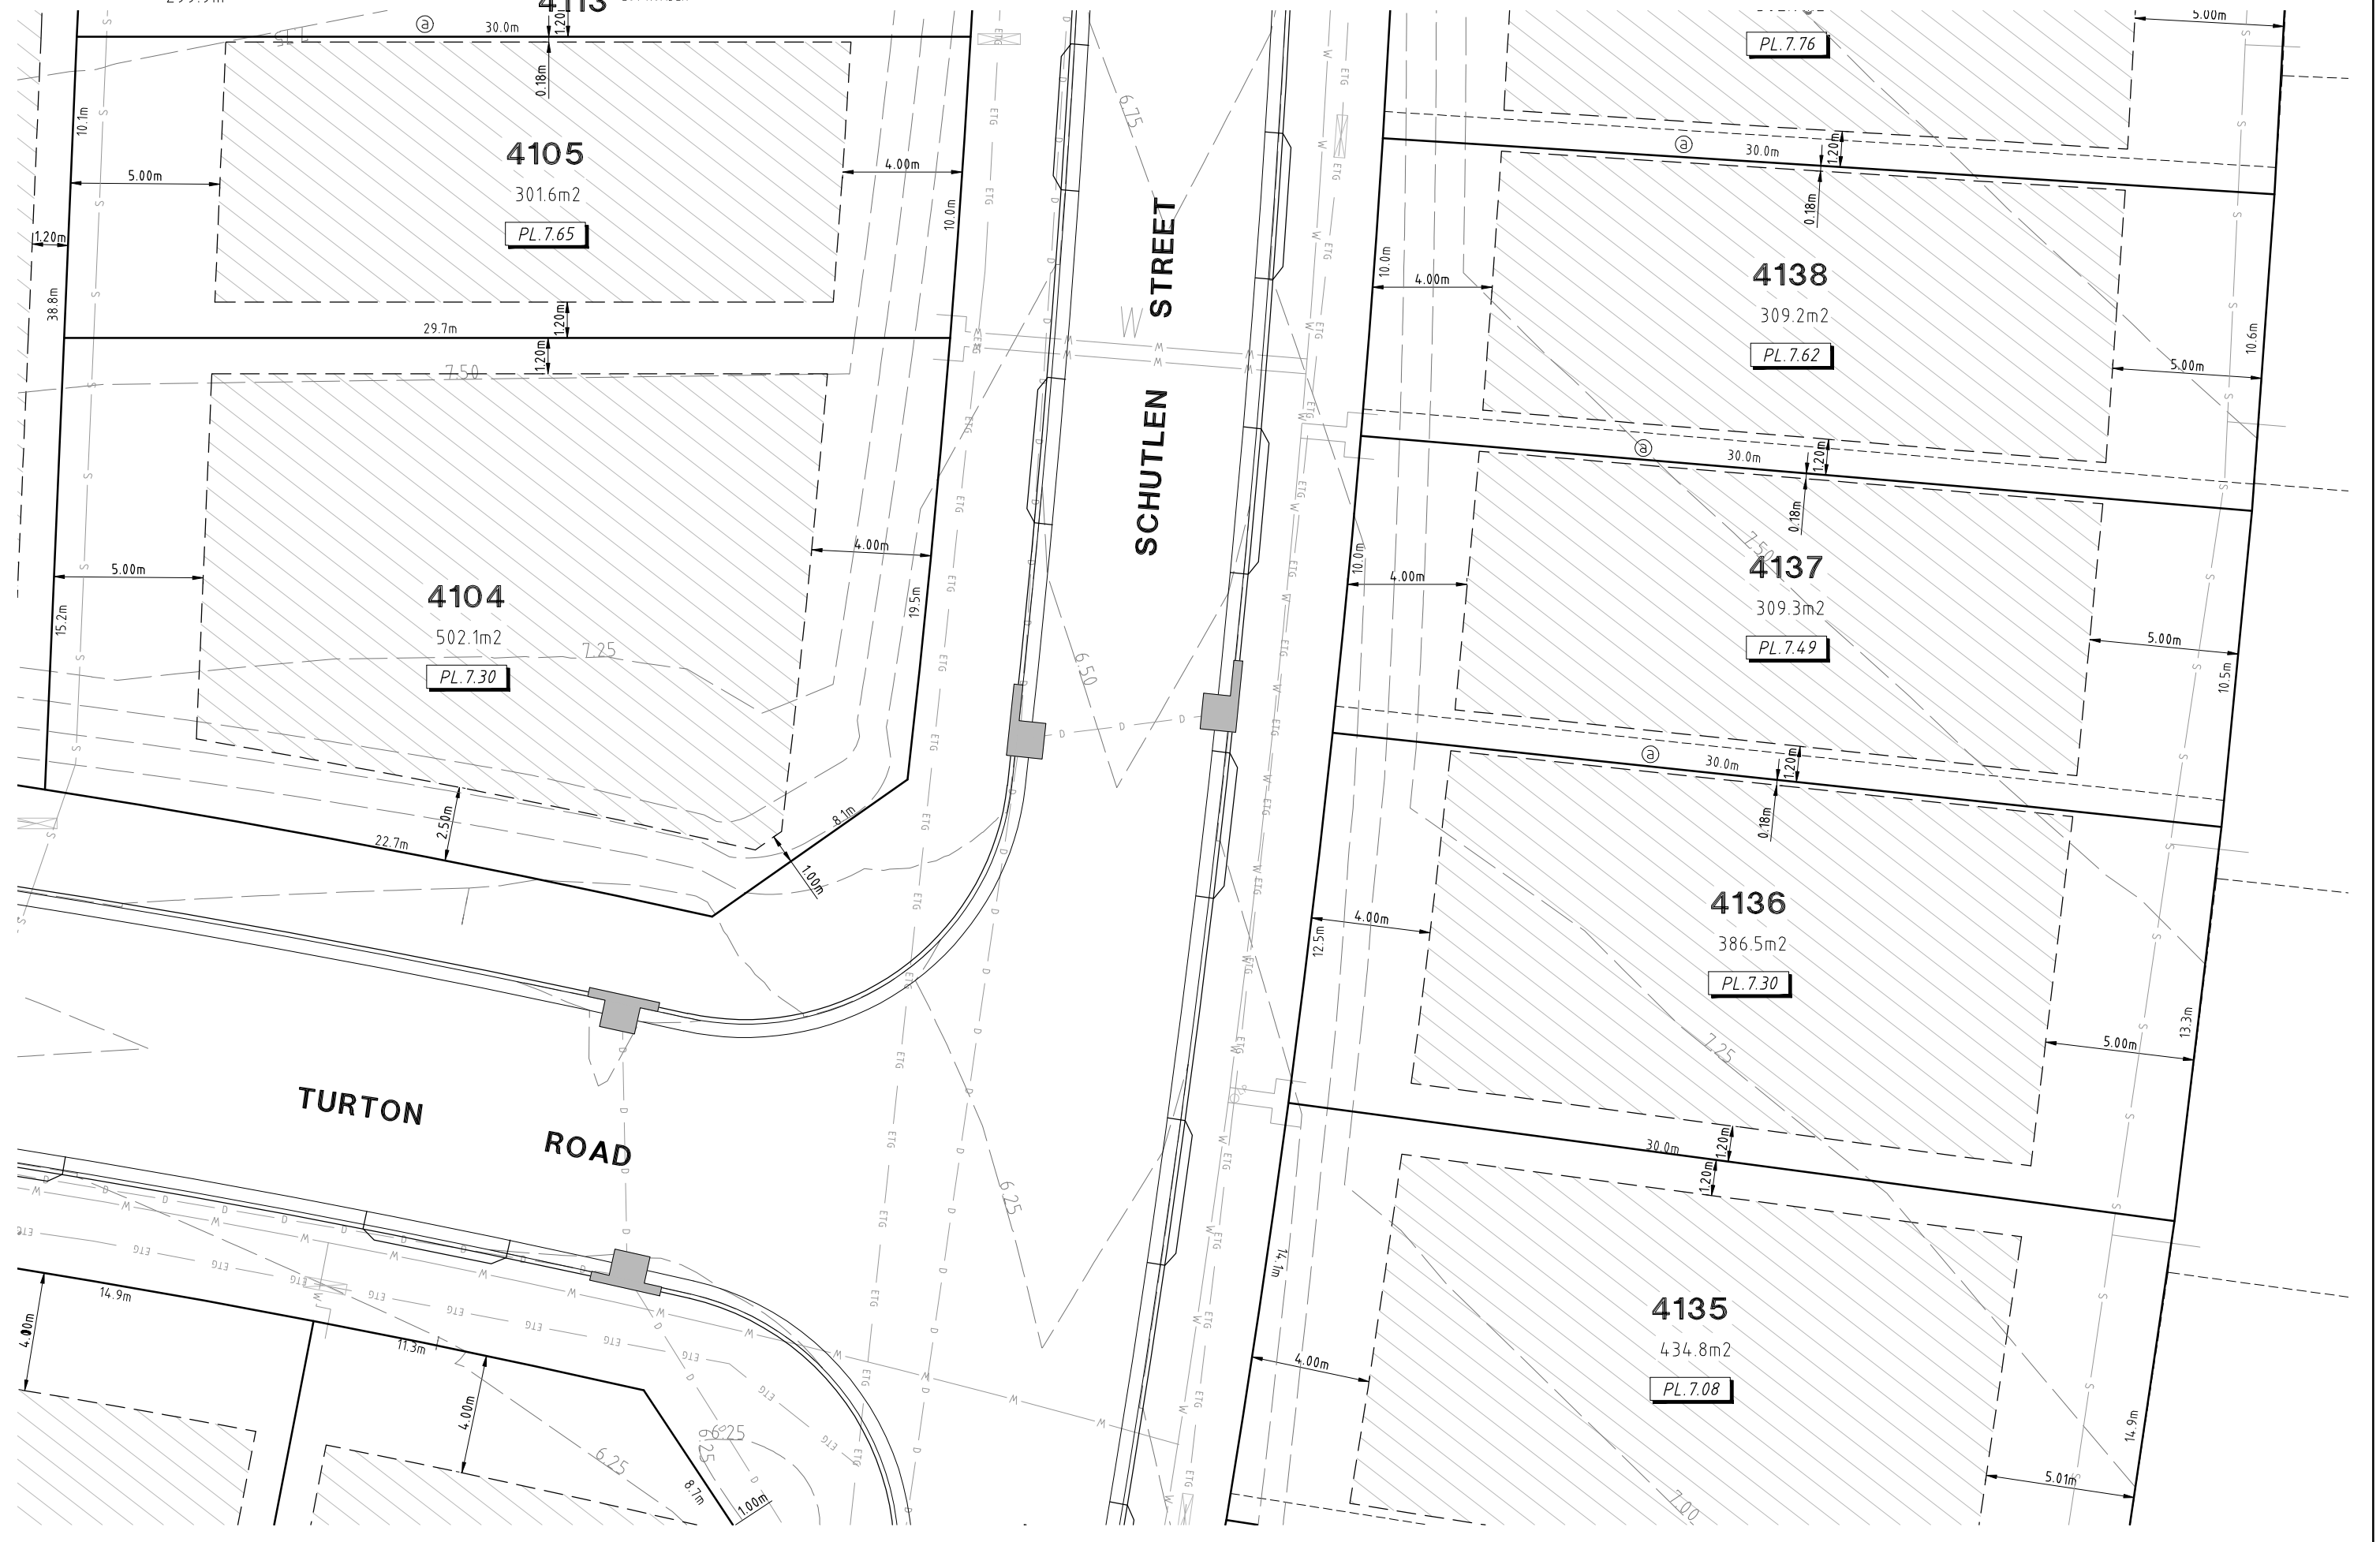 4113
ⓐ
30.0m
1.20m
0.18m
10.1m
4105
301.6m2
PL.7.65
5.00m
4.00m
10.0m
1.20m
38.8m
29.7m
1.20m
1.20m
7.50
4104
502.1m2
PL.7.30
5.00m
4.00m
15.2m
19.5m
7.25
2.50m
22.7m
8.1m
1.00m
SCHUTLEN STREET
W
6.75
6.50
6.25
TURTON
ROAD
14.9m
4.00m
11.3m
4.00m
6.25
6.25
6.25
8.7m
1.00m
PL.7.76
5.00m
ⓐ
30.0m
1.20m
0.18m
4138
309.2m2
PL.7.62
10.0m
4.00m
5.00m
10.6m
ⓐ
30.0m
1.20m
0.18m
7.50
4137
309.3m2
PL.7.49
10.0m
4.00m
5.00m
10.5m
ⓐ
30.0m
1.20m
0.18m
4136
386.5m2
PL.7.30
4.00m
12.5m
5.00m
13.3m
7.25
30.0m
1.20m
1.20m
4135
434.8m2
PL.7.08
14.1m
4.00m
5.01m
14.9m
7.00